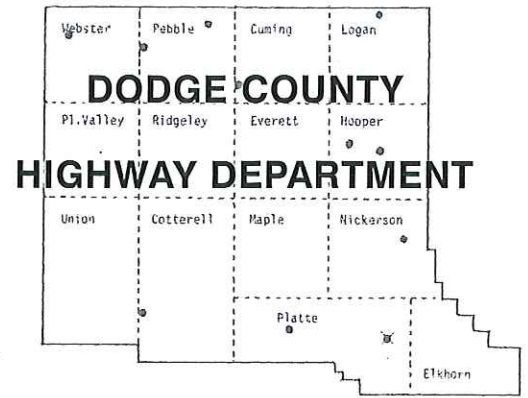 Webster Pebble Cuming Logan
DODGE COUNTY
Pl.Valley Ridgeley Everett Hooper
HIGHWAY DEPARTMENT
Union Cotterell Maple Nickerson
Platte
Elkhorn